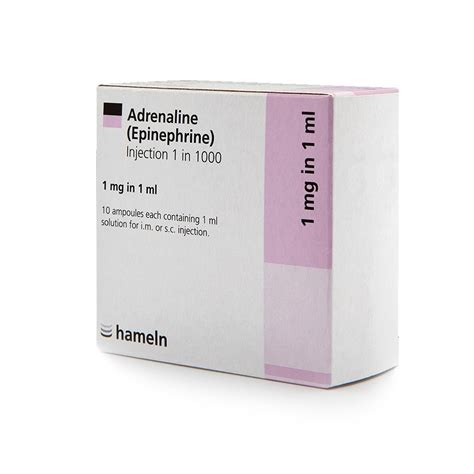 Adrenaline
(Epinephrine)
Injection 1 in 1000
1 mg in 1 ml
10 ampoules each containing 1 ml
solution for i.m. or s.c. injection.
hameln
1 mg in 1 ml